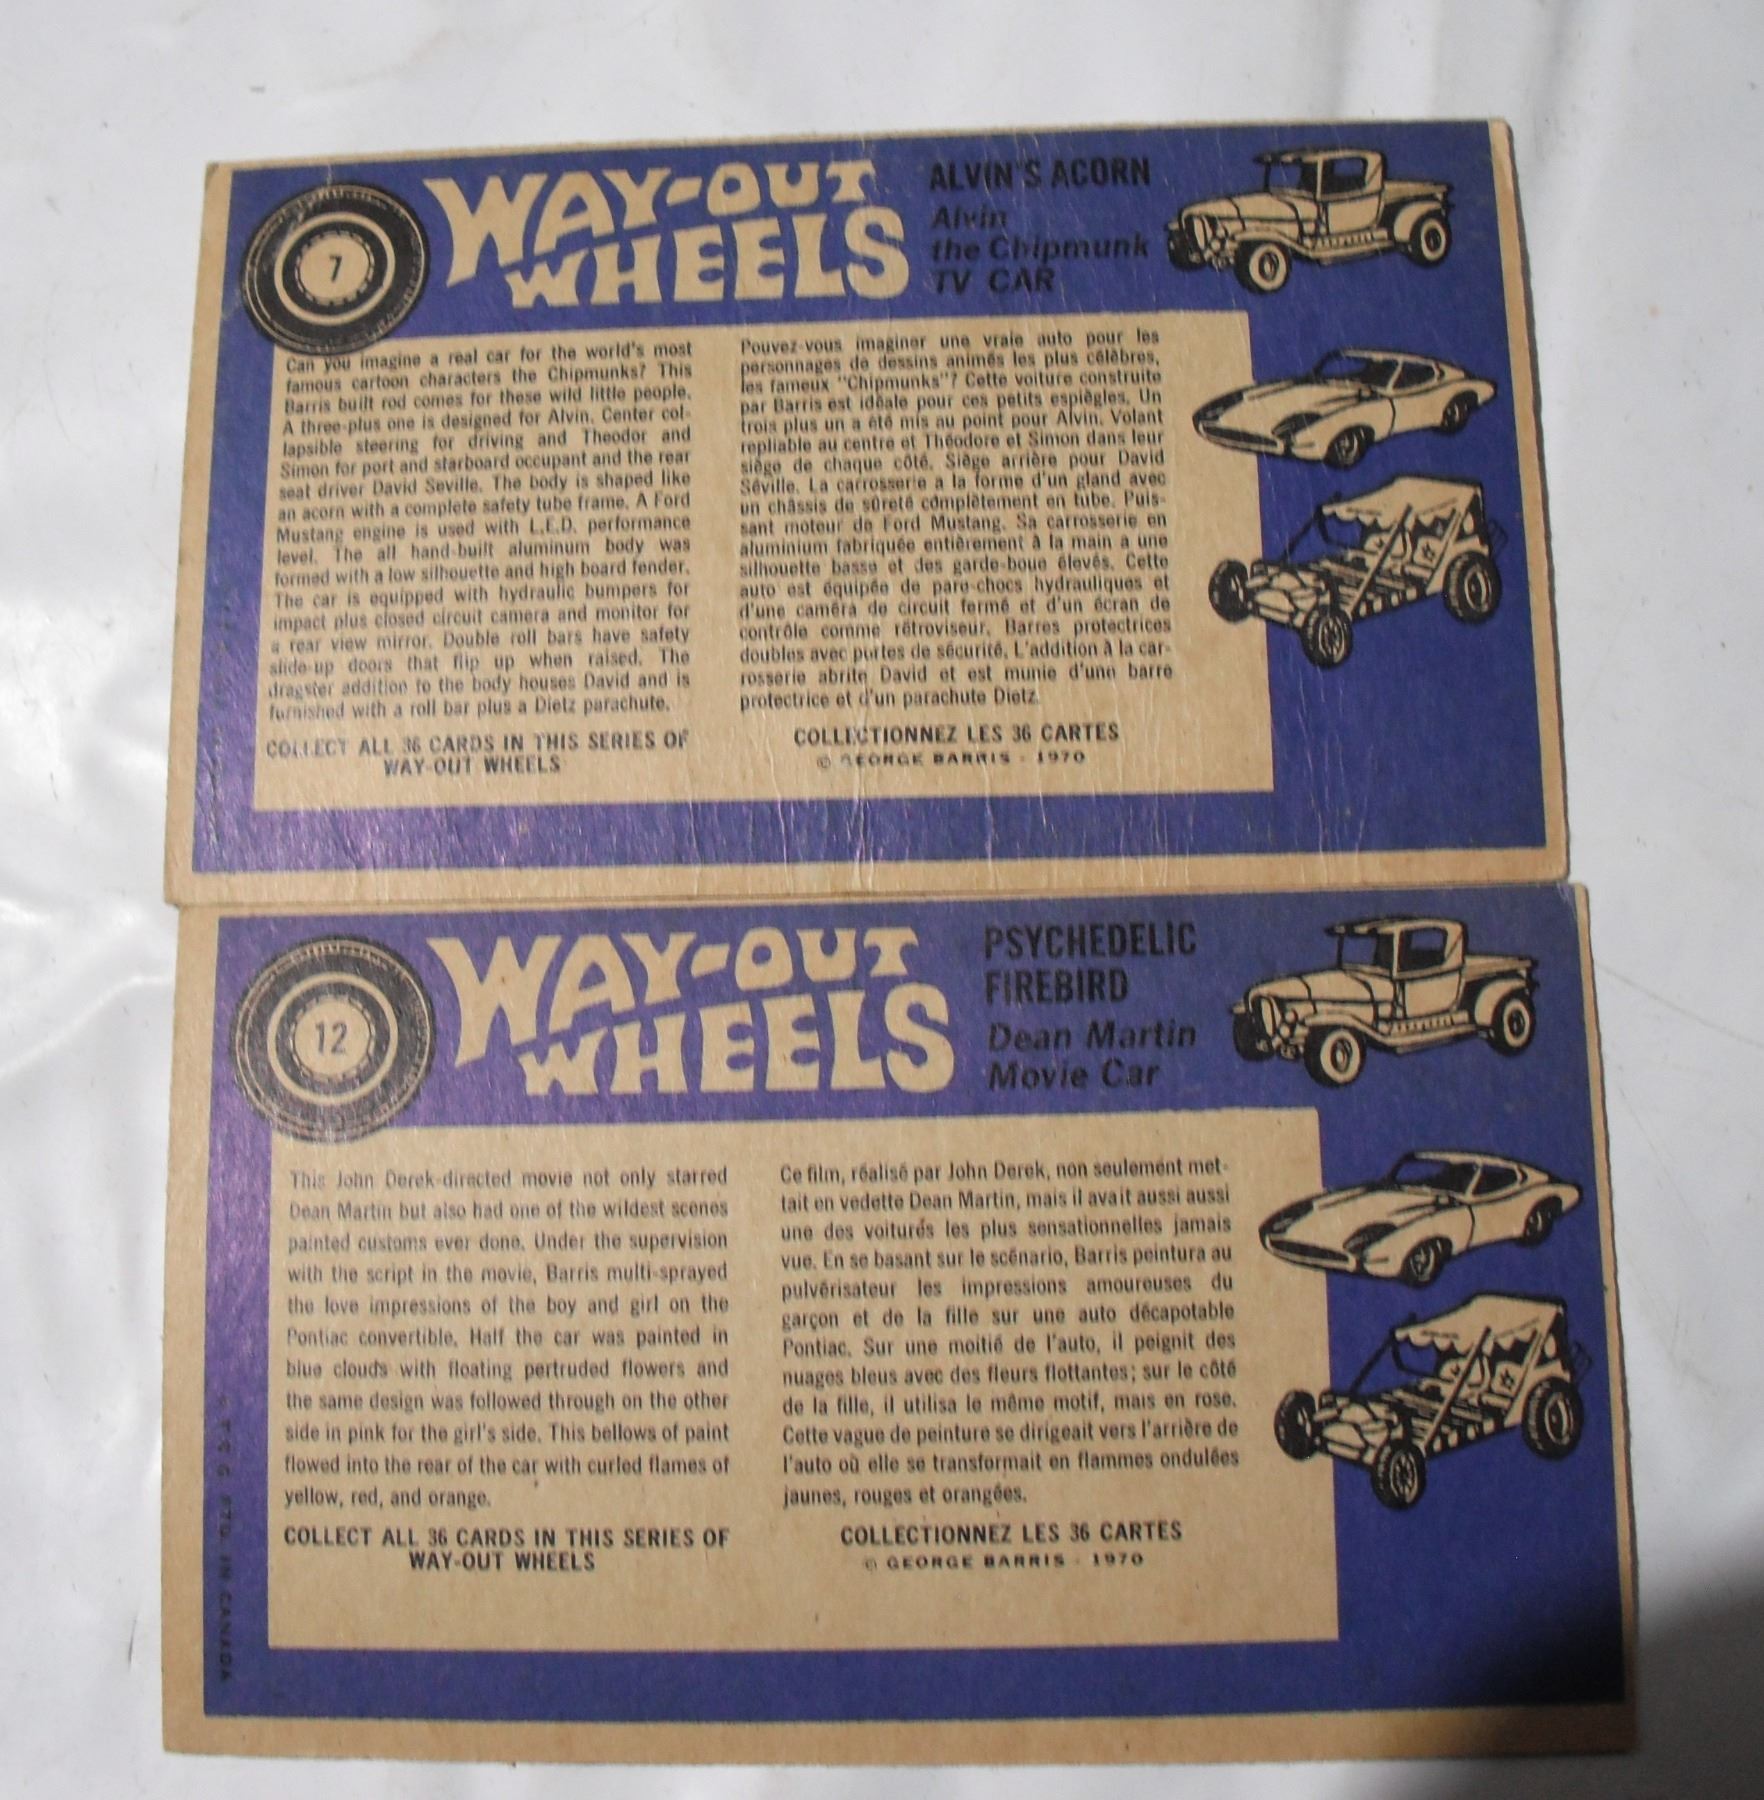 7
WAY-OUT
WHEELS
ALVIN'S ACORN
Alvin
the Chipmunk
TV CAR
Can you imagine a real car for the world's most
famous cartoon characters the Chipmunks? This
Barris built rod comes for these wild little people.
A three-plus one is designed for Alvin. Center col-
lapsible steering for driving and Theodor and
Simon for port and starboard occupant and the rear
seat driver David Seville. The body is shaped like
an acorn with a complete safety tube frame. A Ford
Mustang engine is used with L.E.D. performance
level. The all hand-built aluminum body was
formed with a low silhouette and high board fender.
The car is equipped with hydraulic bumpers for
impact plus closed circuit camera and monitor for
a rear view mirror. Double roll bars have safety
slide-up doors that flip up when raised. The
dragster addition to the body houses David and is
furnished with a roll bar plus a Dietz parachute.
COLLECT ALL 36 CARDS IN THIS SERIES OF
WAY-OUT WHEELS
Pouvez-vous imaginer une vraie auto pour les
personnages de dessins animés les plus célèbres,
les fameux "Chipmunks"? Cette voiture construite
par Barris est idéale pour ces petits espiègles. Un
trois plus un a été mis au point pour Alvin. Volant
repliable au centre et Théodore et Simon dans leur
siège de chaque côté. Siège arrière pour David
Séville. La carrosserie a la forme d'un gland avec
un châssis de sûreté complètement en tube. Puis-
sant moteur de Ford Mustang. Sa carrosserie en
aluminium fabriquée entièrement à la main a une
silhouette basse et des garde-boue élevés. Cette
auto est équipée de pare-chocs hydrauliques et
d'une caméra de circuit fermé et d'un écran de
contrôle comme rétroviseur. Barres protectrices
doubles avec portes de sécurité. L'addition à la car-
rosserie abrite David et est munie d'une barre
protectrice et d'un parachute Dietz.
COLLECTIONNEZ LES 36 CARTES
© GEORGE BARRIS - 1970
12
WAY-OUT
WHEELS
PSYCHEDELIC
FIREBIRD
Dean Martin
Movie Car
This John Derek-directed movie not only starred
Dean Martin but also had one of the wildest scenes
painted customs ever done. Under the supervision
with the script in the movie, Barris multi-sprayed
the love impressions of the boy and girl on the
Pontiac convertible. Half the car was painted in
blue clouds with floating pertruded flowers and
the same design was followed through on the other
side in pink for the girl's side. This bellows of paint
flowed into the rear of the car with curled flames of
yellow, red, and orange.
COLLECT ALL 36 CARDS IN THIS SERIES OF
WAY-OUT WHEELS
Ce film, réalisé par John Derek, non seulement met-
tait en vedette Dean Martin, mais il avait aussi aussi
une des voiturés les plus sensationnelles jamais
vue. En se basant sur le scénario, Barris peintura au
pulvérisateur les impressions amoureuses du
garçon et de la fille sur une auto décapotable
Pontiac. Sur une moitié de l'auto, il peignit des
nuages bleus avec des fleurs flottantes; sur le côté
de la fille, il utilisa le même motif, mais en rose.
Cette vague de peinture se dirigeait vers l'arrière de
l'auto où elle se transformait en flammes ondulées
jaunes, rouges et orangées.
COLLECTIONNEZ LES 36 CARTES
© GEORGE BARRIS - 1970
IN CANADA